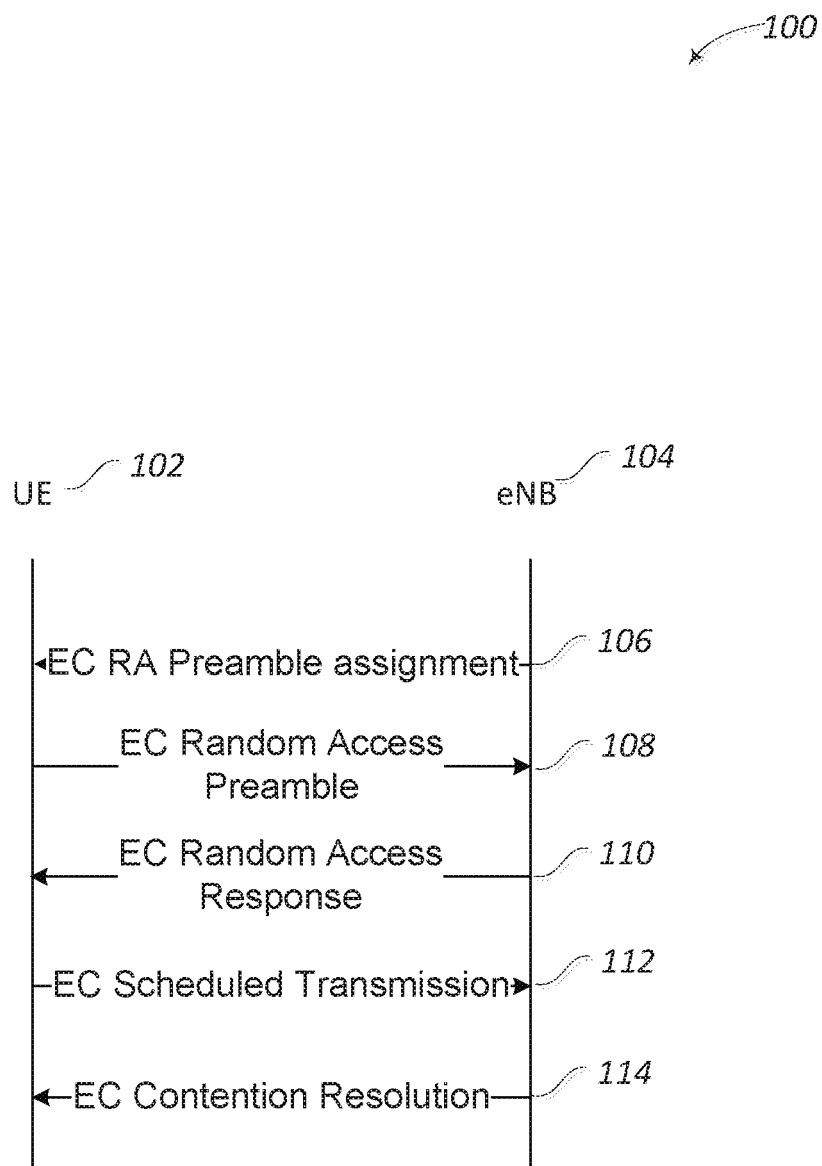 100
102
104
UE
eNB
EC RA Preamble assignment
106
EC Random Access
Preamble
108
EC Random Access
Response
110
EC Scheduled Transmission
112
EC Contention Resolution
114